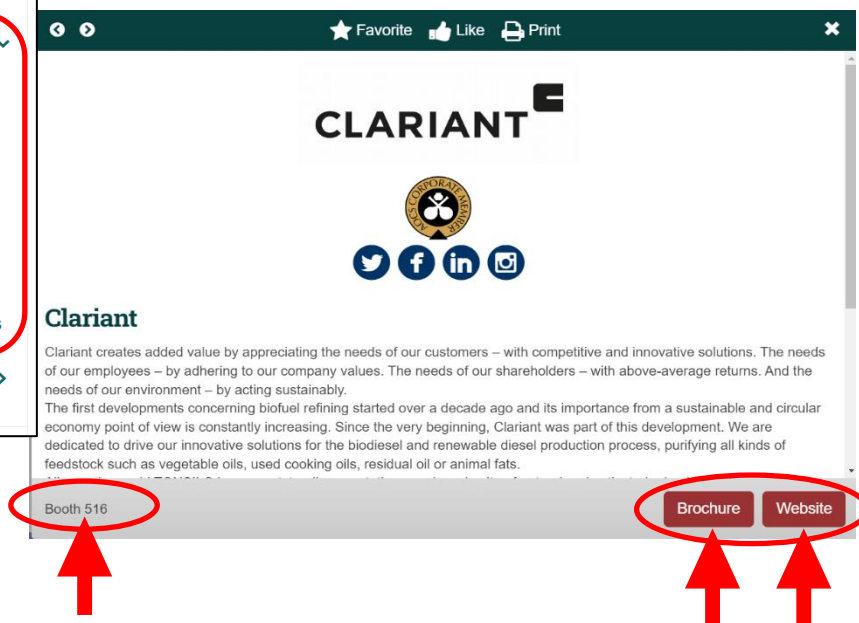 Favorite Like Print
CLARIANT
AOCS CORPORATE MEMBER
Clariant
Clariant creates added value by appreciating the needs of our customers – with competitive and innovative solutions. The needs
of our employees – by adhering to our company values. The needs of our shareholders – with above-average returns. And the
needs of our environment – by acting sustainably.
The first developments concerning biofuel refining started over a decade ago and its importance from a sustainable and circular
economy point of view is constantly increasing. Since the very beginning, Clariant was part of this development. We are
dedicated to drive our innovative solutions for the biodiesel and renewable diesel production process, purifying all kinds of
feedstock such as vegetable oils, used cooking oils, residual oil or animal fats.
Booth 516
Brochure Website